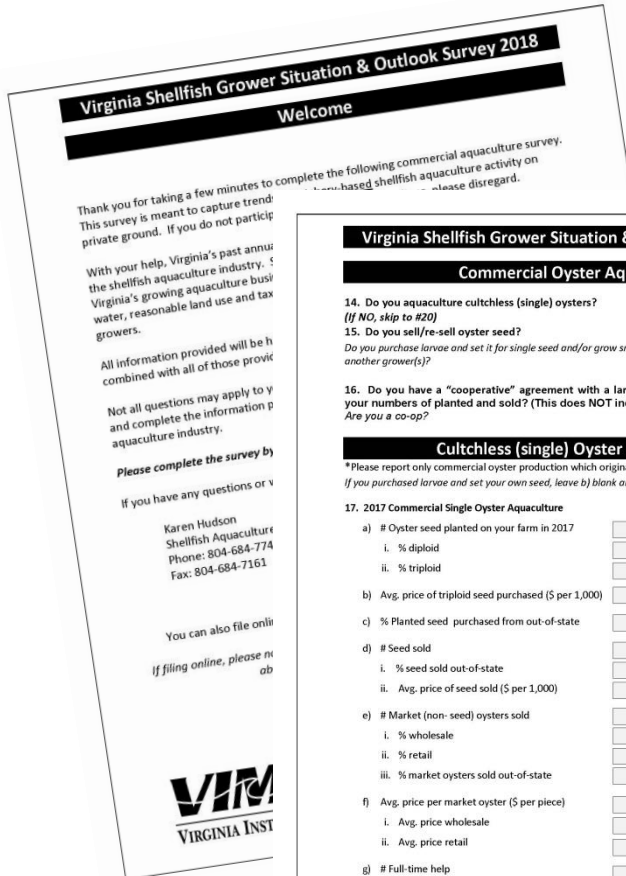 Virginia Shellfish Grower Situation & Outlook Survey 2018
Welcome
Thank you for taking a few minutes to complete the following commercial aquaculture survey.
This survey is meant to capture trends based shellfish aquaculture activity on
private ground. If you do not particip please disregard.
With your help, Virginia's past annua
the shellfish aquaculture industry. S
Virginia's growing aquaculture busi
water, reasonable land use and tax
growers.
All information provided will be h
combined with all of those provid
Not all questions may apply to y
and complete the information p
aquaculture industry.
Please complete the survey by
If you have any questions or v
Karen Hudson
Shellfish Aquaculture
Phone: 804-684-774
Fax: 804-684-7161
You can also file onli
If filing online, please no
ab
VIM
VIRGINIA INST
Virginia Shellfish Grower Situation &
Commercial Oyster Aq
14. Do you aquaculture cultchless (single) oysters?
(If NO, skip to #20)
15. Do you sell/re-sell oyster seed?
Do you purchase larvae and set it for single seed and/or grow sm
another grower(s)?
16. Do you have a "cooperative" agreement with a lar
your numbers of planted and sold? (This does NOT inc
Are you a co-op?
Cultchless (single) Oyster
*Please report only commercial oyster production which origina
If you purchased larvae and set your own seed, leave b) blank a
17. 2017 Commercial Single Oyster Aquaculture
a) # Oyster seed planted on your farm in 2017
i. % diploid
ii. % triploid
b) Avg. price of triploid seed purchased ($ per 1,000)
c) % Planted seed purchased from out-of-state
d) # Seed sold
i. % seed sold out-of-state
ii. Avg. price of seed sold ($ per 1,000)
e) # Market (non- seed) oysters sold
i. % wholesale
ii. % retail
iii. % market oysters sold out-of-state
f) Avg. price per market oyster ($ per piece)
i. Avg. price wholesale
ii. Avg. price retail
g) # Full-time help